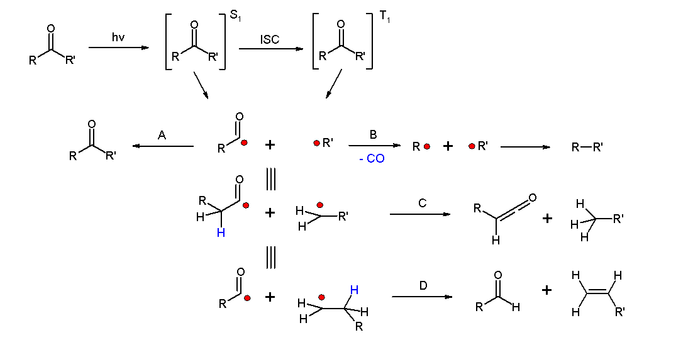 O O S1 O T1
hν ISC
R R' R R' R R'
O A O B
R R' R + R' - CO R + R' R—R'
O C O
R H H + H H R' R H + H H H R'
O H D O H H
R + H H H R R H + H R'